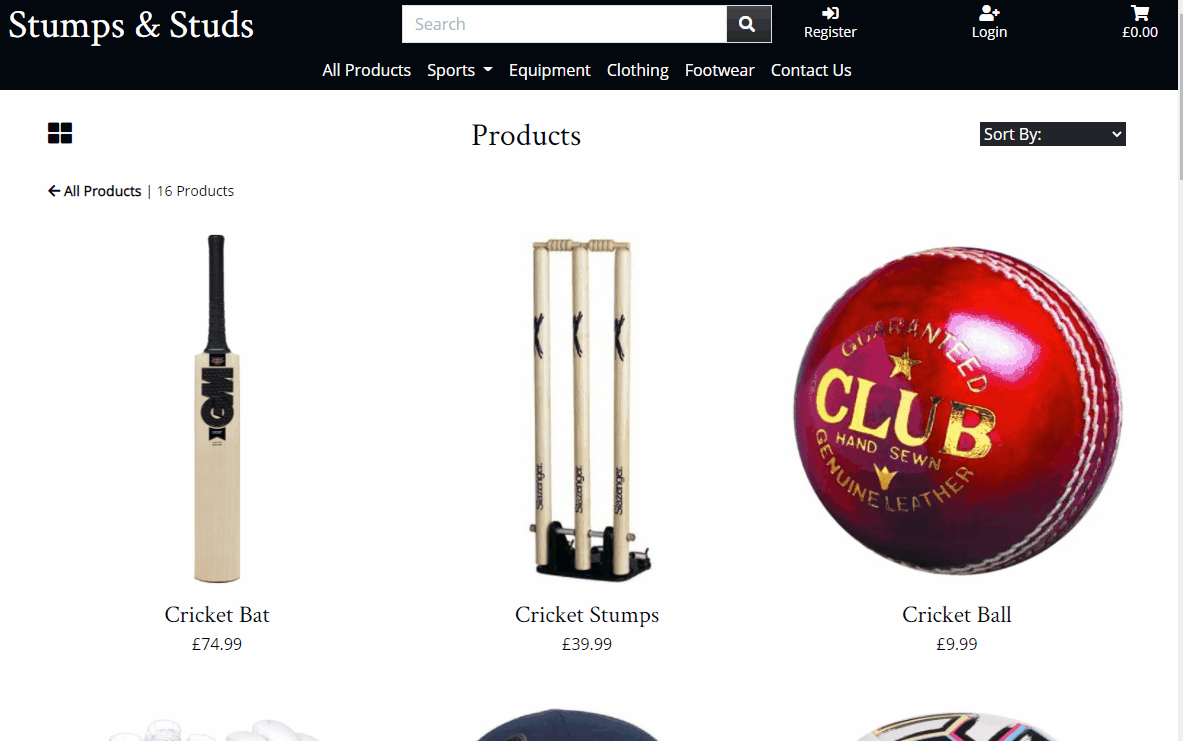 Stumps & Studs
Search
Register
Login
£0.00
All Products Sports Equipment Clothing Footwear Contact Us
Products
Sort By:
All Products | 16 Products
GM
Slazenger
Slazenger
Slazenger
GUARANTEED
CLUB
HAND SEWN
GENUINE LEATHER
Cricket Bat
£74.99
Cricket Stumps
£39.99
Cricket Ball
£9.99